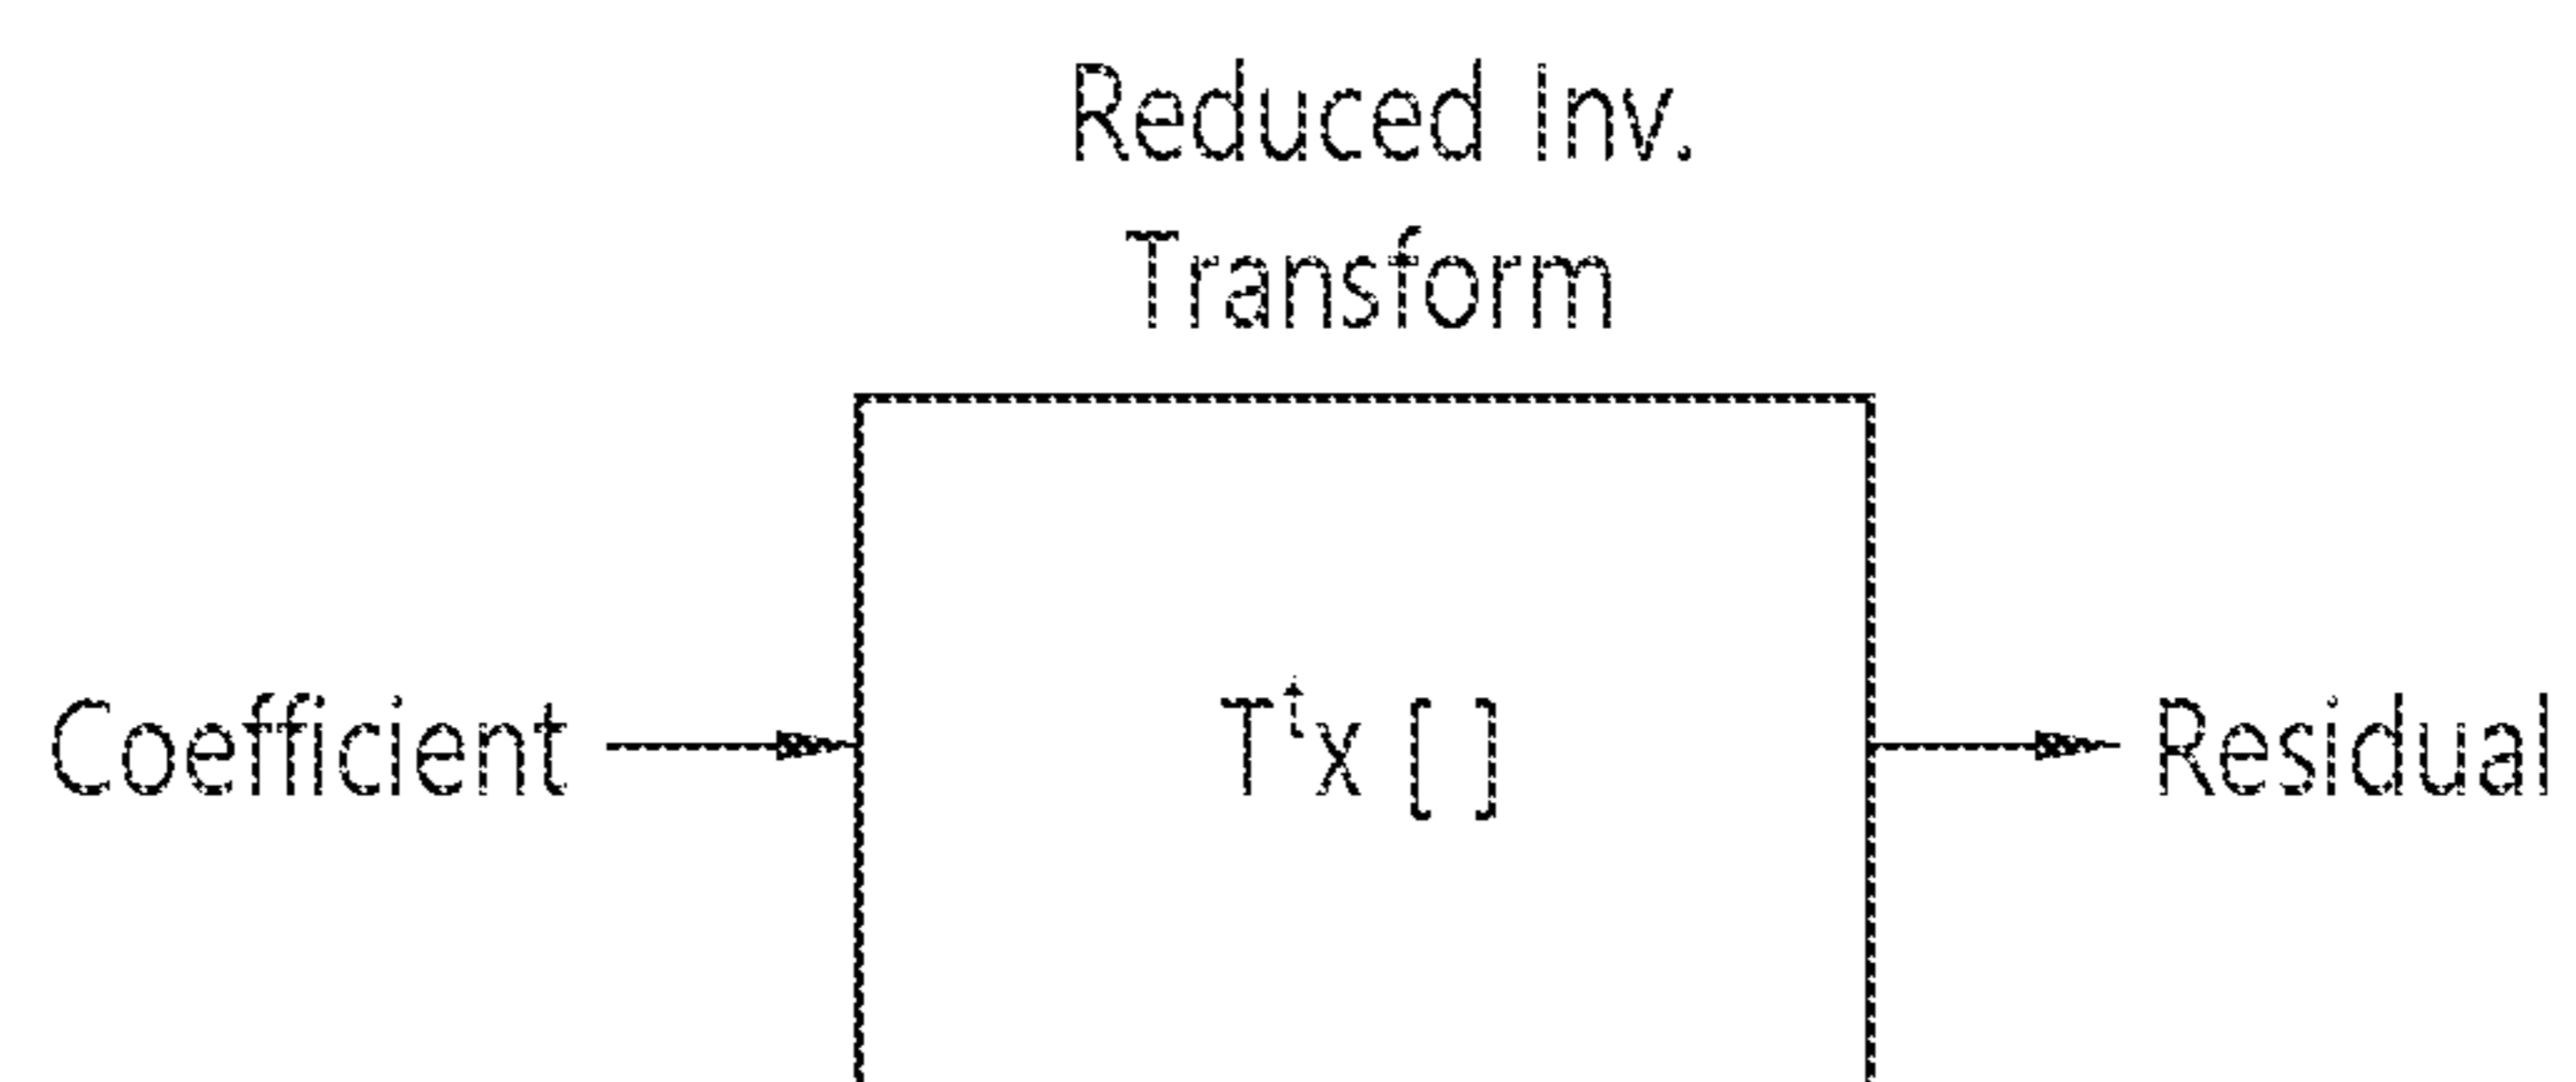 Reduced Inv.
Transform
Coefficient
Tᵗx [ ]
Residual